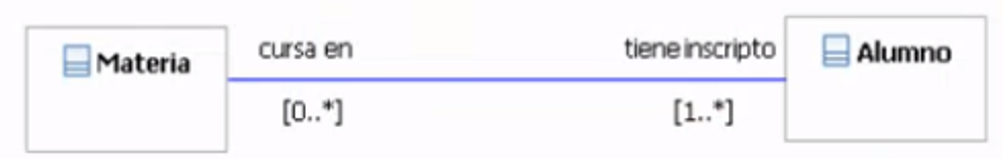 Materia
cursa en
tiene inscripto
Alumno
[0..*]
[1..*]